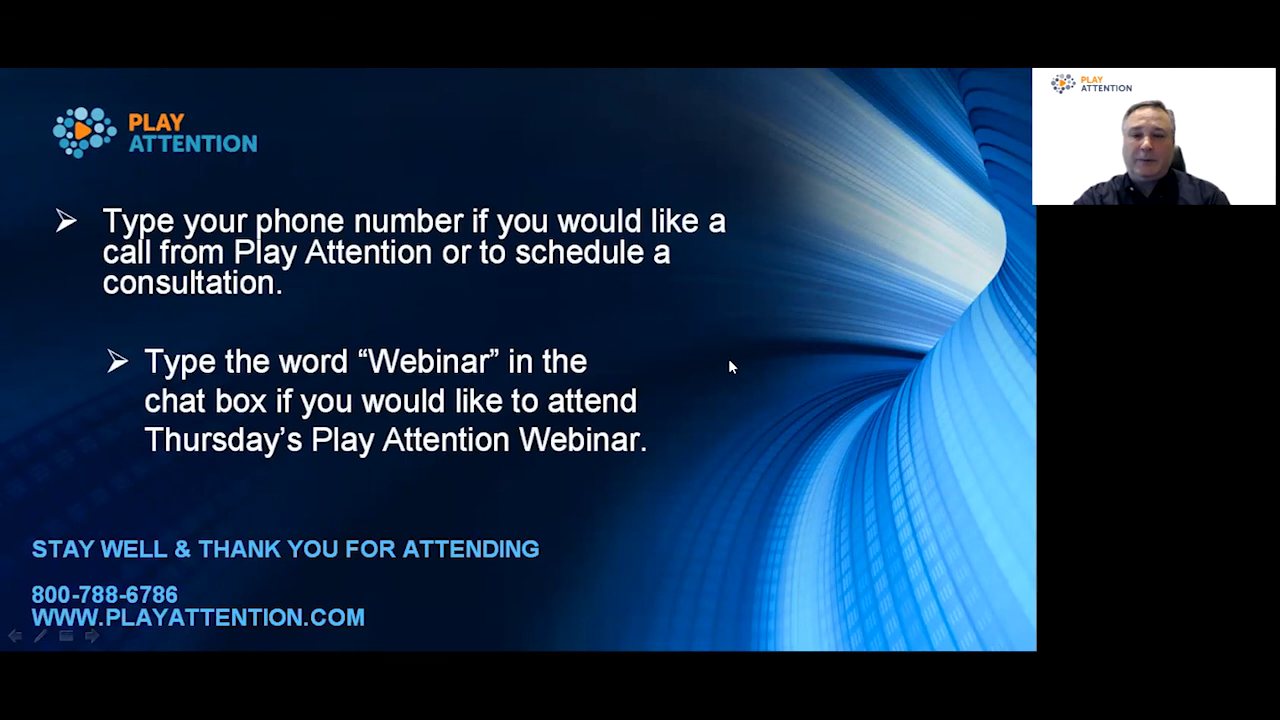 PLAY
ATTENTION
Type your phone number if you would like a
call from Play Attention or to schedule a
consultation.
Type the word “Webinar” in the
chat box if you would like to attend
Thursday’s Play Attention Webinar.
STAY WELL & THANK YOU FOR ATTENDING
800-788-6786
WWW.PLAYATTENTION.COM
PLAY
ATTENTION